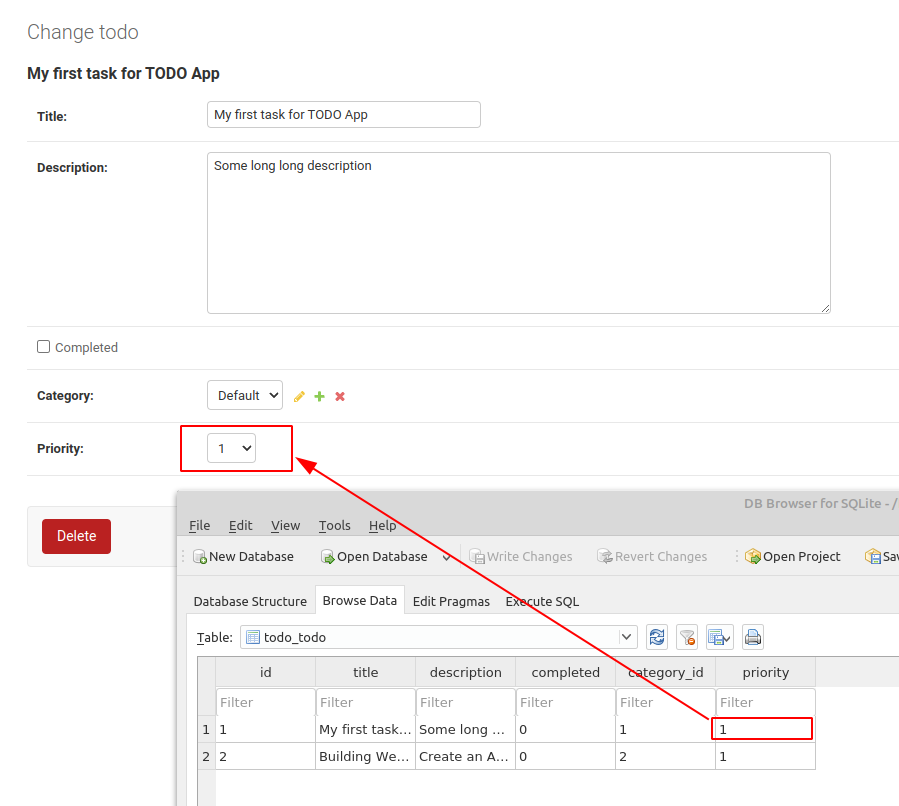 Change todo
My first task for TODO App
Title: My first task for TODO App
Description: Some long long description
Completed
Category: Default
Priority: 1
Delete
DB Browser for SQLite - /
File Edit View Tools Help
New Database Open Database Write Changes Revert Changes Open Project Sav
Database Structure Browse Data Edit Pragmas Execute SQL
Table: todo_todo
id title description completed category_id priority
Filter Filter Filter Filter Filter Filter
1 1 My first task... Some long ... 0 1 1
2 2 Building We... Create an A... 0 2 1